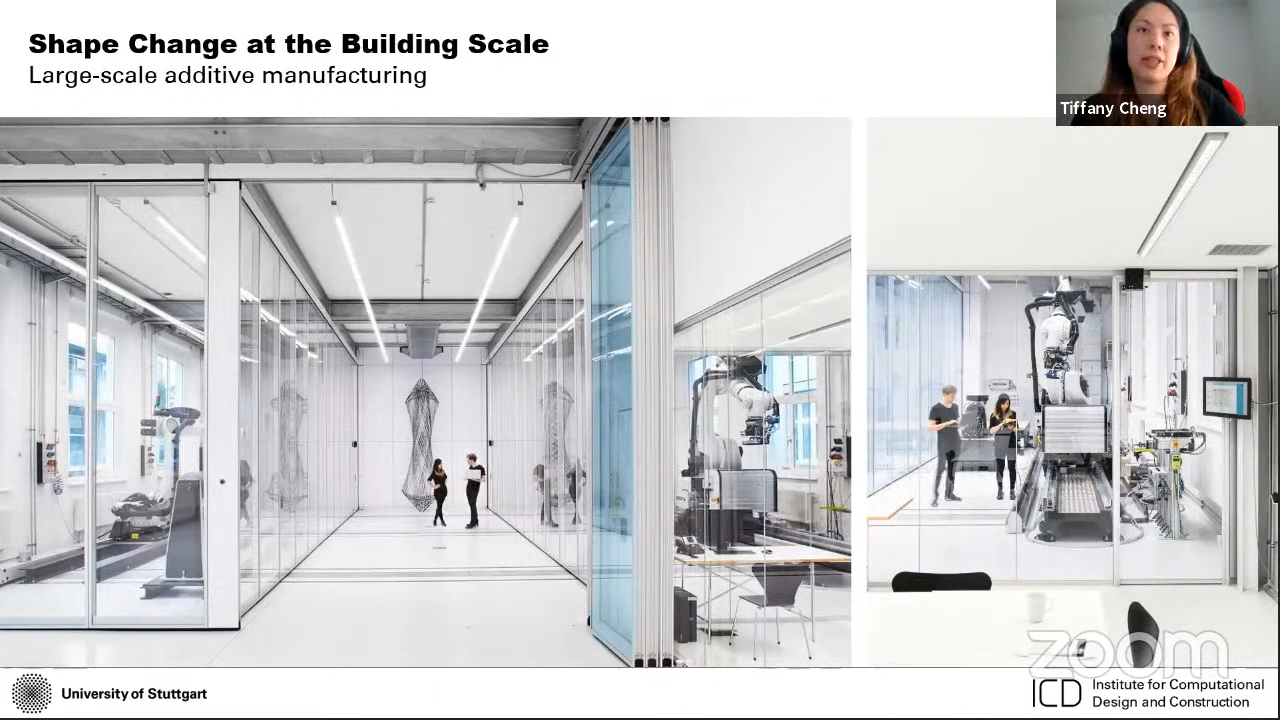 Shape Change at the Building Scale
Large-scale additive manufacturing
Tiffany Cheng
zoom
University of Stuttgart
ICD
Institute for Computational
Design and Construction